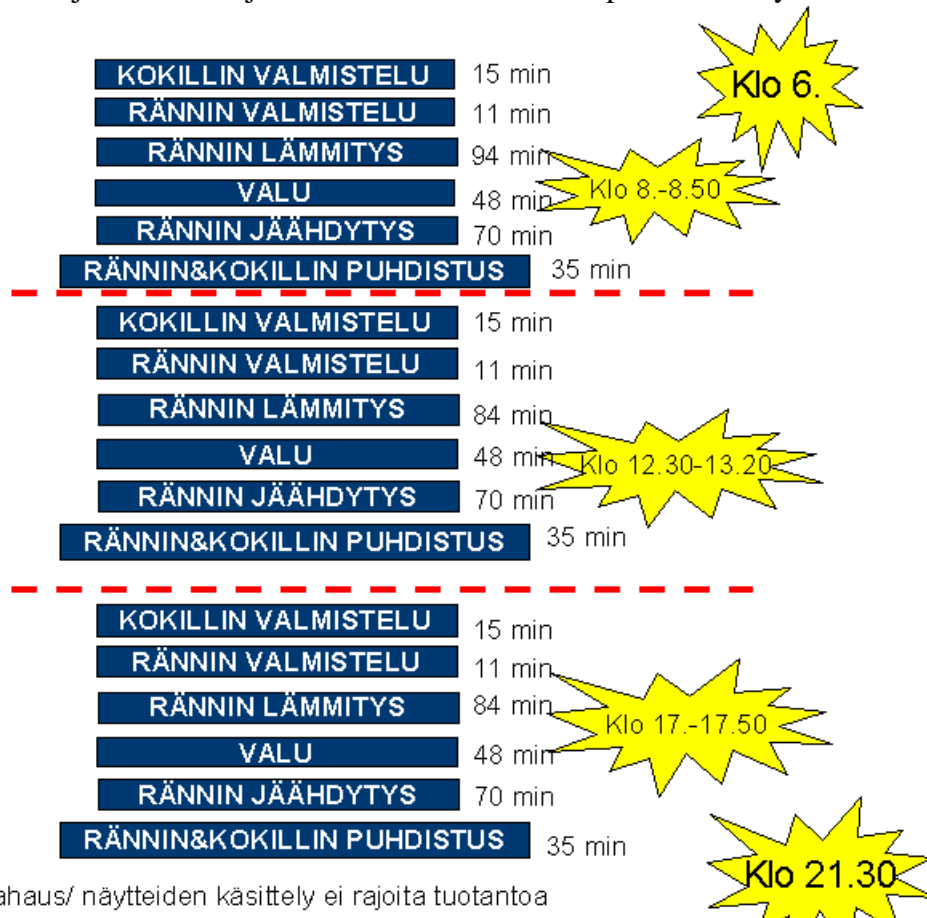 KOKILLIN VALMISTELU 15 min
Klo 6.
RÄNNIN VALMISTELU 11 min
RÄNNIN LÄMMITYS 94 min
VALU 48 min
Klo 8.-8.50
RÄNNIN JÄÄHDYTYS 70 min
RÄNNIN&KOKILLIN PUHDISTUS 35 min
KOKILLIN VALMISTELU 15 min
RÄNNIN VALMISTELU 11 min
RÄNNIN LÄMMITYS 84 min
VALU 48 min
Klo 12.30-13.20
RÄNNIN JÄÄHDYTYS 70 min
RÄNNIN&KOKILLIN PUHDISTUS 35 min
KOKILLIN VALMISTELU 15 min
RÄNNIN VALMISTELU 11 min
RÄNNIN LÄMMITYS 84 min
Klo 17.-17.50
VALU 48 min
RÄNNIN JÄÄHDYTYS 70 min
RÄNNIN&KOKILLIN PUHDISTUS 35 min
Klo 21.30
ahaus/ näytteiden käsittely ei rajoita tuotantoa